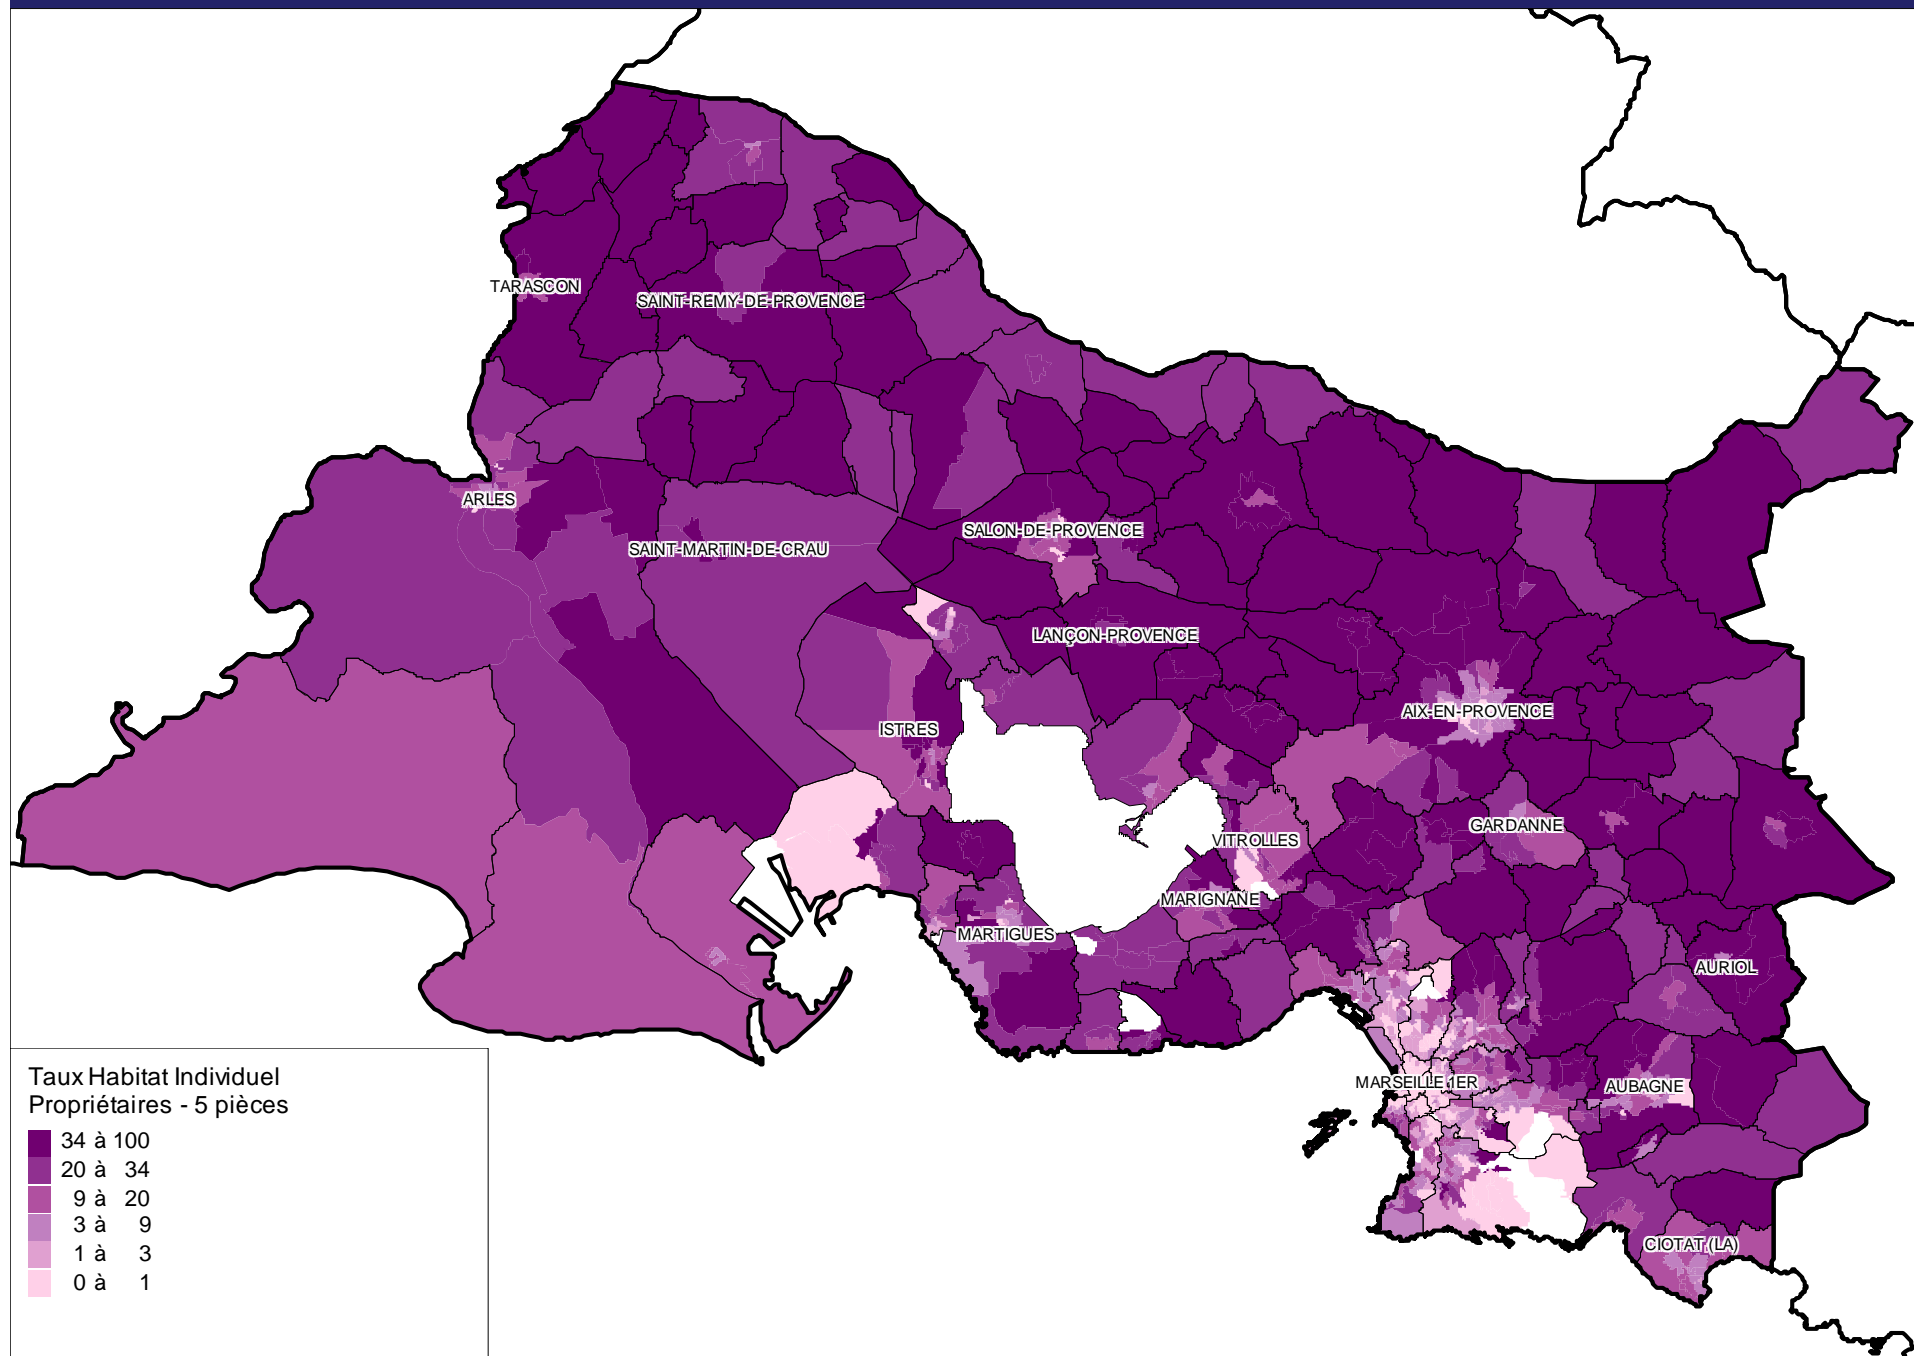 TARASCON
SAINT-REMY-DE-PROVENCE
ARLES
SAINT-MARTIN-DE-CRAU
SALON-DE-PROVENCE
LANÇON-PROVENCE
ISTRES
AIX-EN-PROVENCE
VITROLLES
GARDANNE
MARIGNANE
MARTIGUES
AURIOL
MARSEILLE 1ER
AUBAGNE
CIOTAT (LA)
Taux Habitat Individuel
Propriétaires - 5 pièces
34 à 100
20 à 34
9 à 20
3 à 9
1 à 3
0 à 1